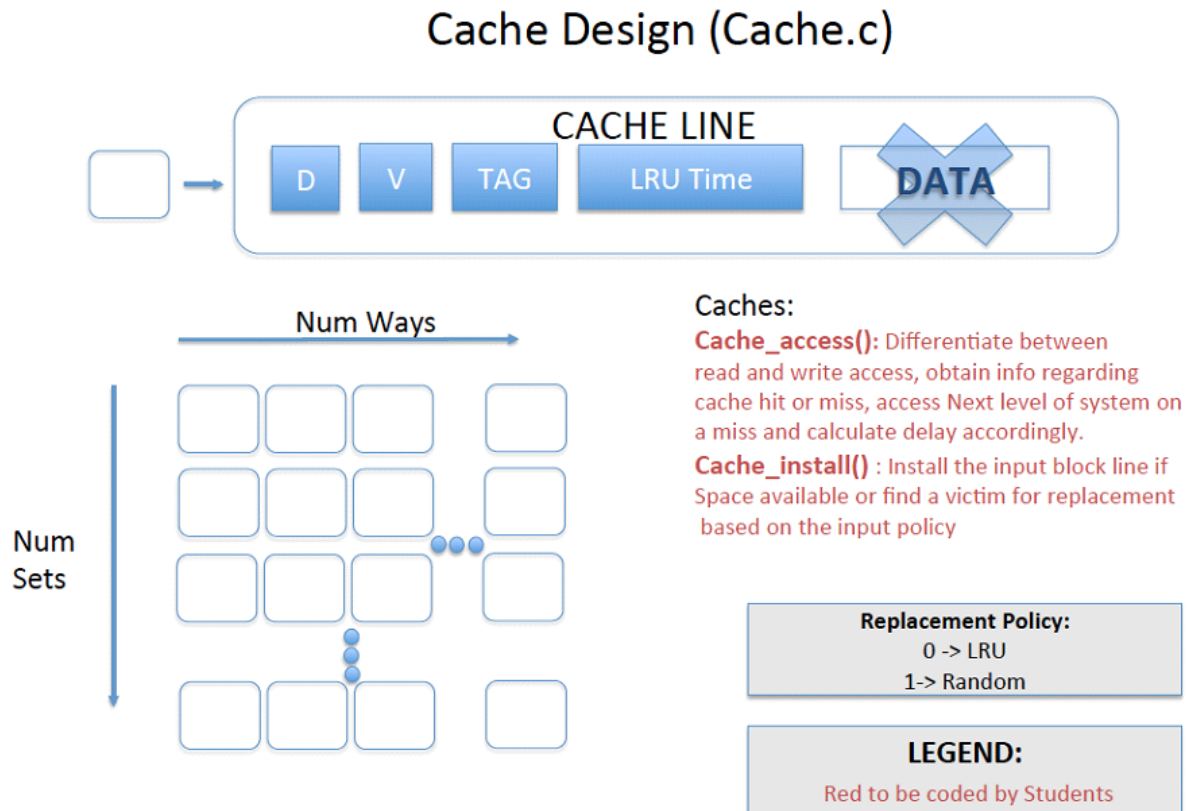 Cache Design (Cache.c)
CACHE LINE
D
V
TAG
LRU Time
DATA
Num Ways
Num
Sets
Caches:
Cache_access(): Differentiate between
read and write access, obtain info regarding
cache hit or miss, access Next level of system on
a miss and calculate delay accordingly.
Cache_install() : Install the input block line if
Space available or find a victim for replacement
based on the input policy
Replacement Policy:
0 -> LRU
1-> Random
LEGEND:
Red to be coded by Students